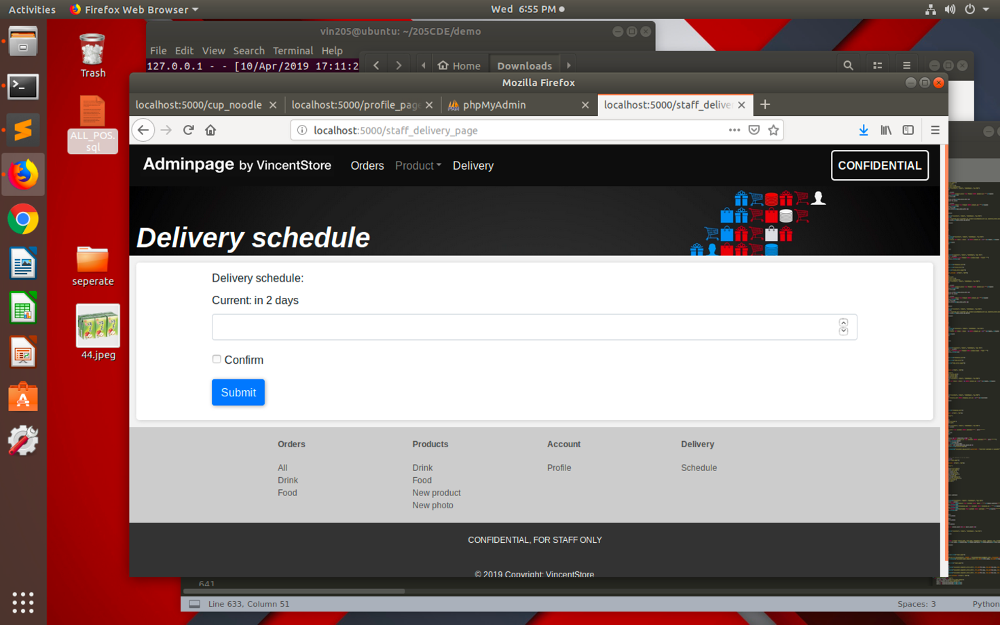 Activities Firefox Web Browser Wed 6:55 PM
Trash
ALL_POS.
sql
seperate
44.jpeg
vin205@ubuntu: ~/205CDE/demo
File Edit View Search Terminal Help
127.0.0.1 - - [10/Apr/2019 17:11:2
Home Downloads
Mozilla Firefox
localhost:5000/cup_noodle localhost:5000/profile_pag phpMyAdmin localhost:5000/staff_deliver
localhost:5000/staff_delivery_page
Adminpage by VincentStore Orders Product Delivery CONFIDENTIAL
Delivery schedule
Delivery schedule:
Current: in 2 days
Confirm
Submit
Orders Products Account Delivery
All Drink Profile Schedule
Drink Food
Food New product
New photo
CONFIDENTIAL, FOR STAFF ONLY
© 2019 Copyright: VincentStore
641
Line 633, Column 51 Spaces: 3 Python